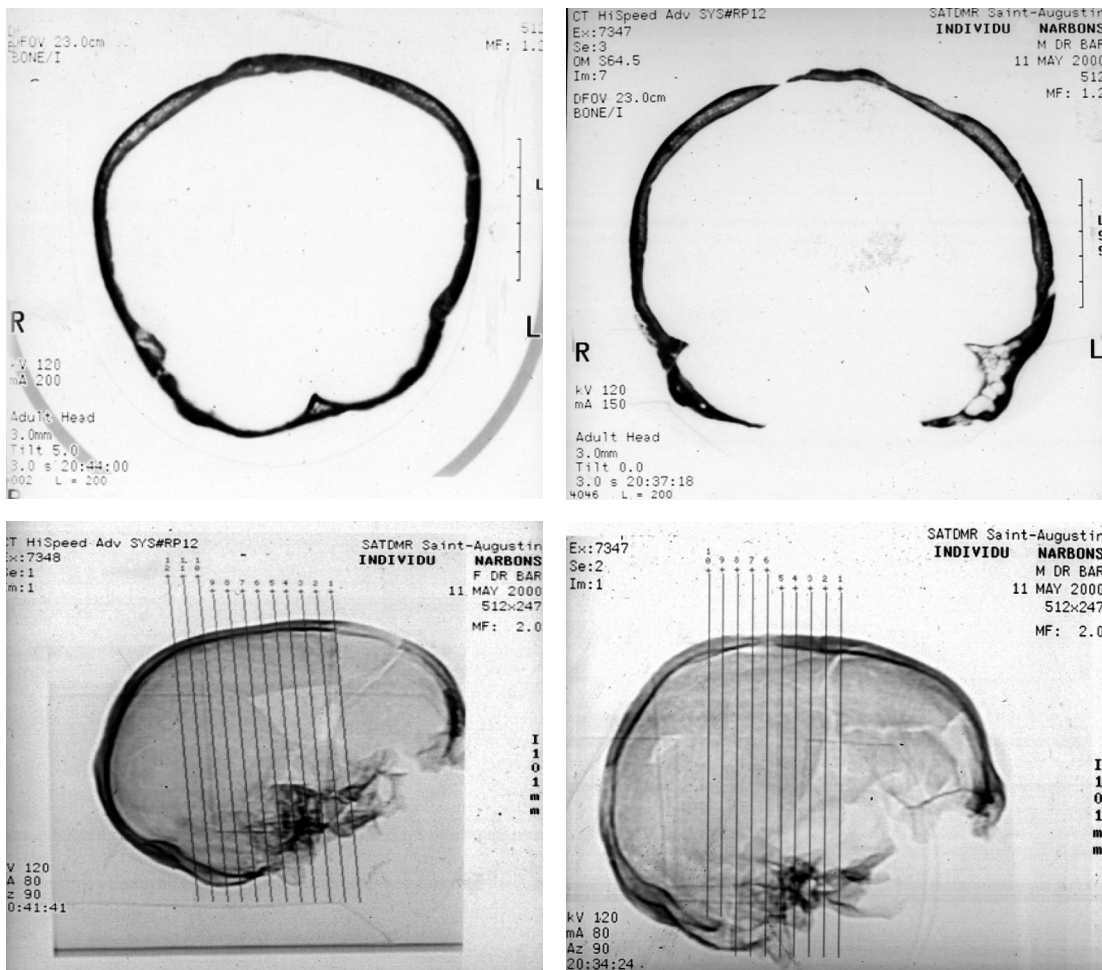 DFOV 23.0cm
BONE/I
512
MF: 1.2
L
R
L
kV 120
mA 200
Adult Head
3.0mm
Tilt 5.0
3.0 s 20:44:00
002 L = 200
CT HiSpeed Adv SYS#RP12
Ex:7347
Se:3
OM S64.5
Im:7
DFOV 23.0cm
BONE/I
SATDMR Saint-Augustin
INDIVIDU NARBONS
M DR BAR
11 MAY 2000
512
MF: 1.2
R
L
kV 120
mA 150
Adult Head
3.0mm
Tilt 0.0
3.0 s 20:37:18
4046 L = 200
CT HiSpeed Adv SYS#RP12
Ex:7348
Se:1
Im:1
SATDMR Saint-Augustin
INDIVIDU NARBONS
F DR BAR
11 MAY 2000
512x247
MF: 2.0
12 11 10 9 8 7 6 5 4 3 2 1
I
1
0
1
m
m
V 120
A 80
z 90
0:41:41
Ex:7347
Se:2
Im:1
SATDMR Saint-Augustin
INDIVIDU NARBONS
M DR BAR
11 MAY 2000
512x247
MF: 2.0
10 9 8 7 6 5 4 3 2 1
I
1
0
1
m
m
kV 120
mA 80
Az 90
20:34:24